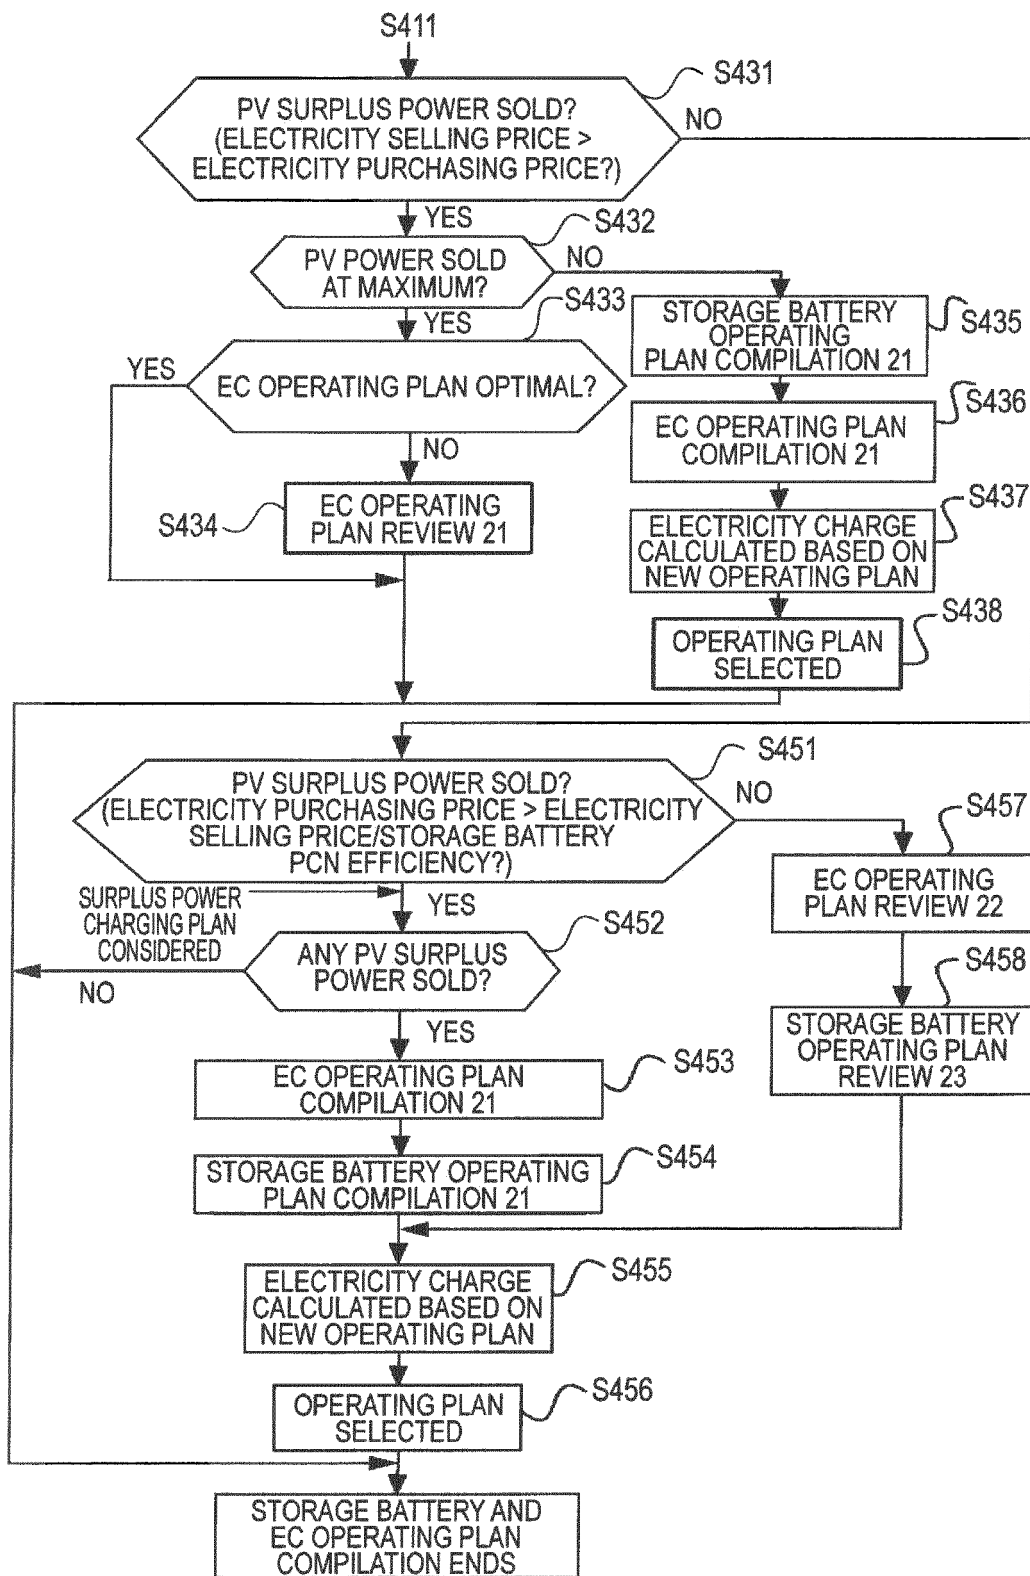 S411
S431
PV SURPLUS POWER SOLD?
(ELECTRICITY SELLING PRICE >
ELECTRICITY PURCHASING PRICE?)
NO
YES
S432
PV POWER SOLD
AT MAXIMUM?
NO
S433
YES
STORAGE BATTERY
OPERATING
PLAN COMPILATION 21
S435
YES
EC OPERATING PLAN OPTIMAL?
S436
EC OPERATING PLAN
COMPILATION 21
NO
S434
EC OPERATING
PLAN REVIEW 21
S437
ELECTRICITY CHARGE
CALCULATED BASED ON
NEW OPERATING PLAN
S438
OPERATING PLAN
SELECTED
S451
PV SURPLUS POWER SOLD?
(ELECTRICITY PURCHASING PRICE > ELECTRICITY
SELLING PRICE/STORAGE BATTERY
PCN EFFICIENCY?)
NO
S457
EC OPERATING
PLAN REVIEW 22
SURPLUS POWER
CHARGING PLAN
CONSIDERED
YES
S452
ANY PV SURPLUS
POWER SOLD?
NO
S458
STORAGE BATTERY
OPERATING PLAN
REVIEW 23
YES
S453
EC OPERATING PLAN
COMPILATION 21
S454
STORAGE BATTERY OPERATING
PLAN COMPILATION 21
S455
ELECTRICITY CHARGE
CALCULATED BASED ON
NEW OPERATING PLAN
S456
OPERATING PLAN
SELECTED
STORAGE BATTERY AND
EC OPERATING PLAN
COMPILATION ENDS